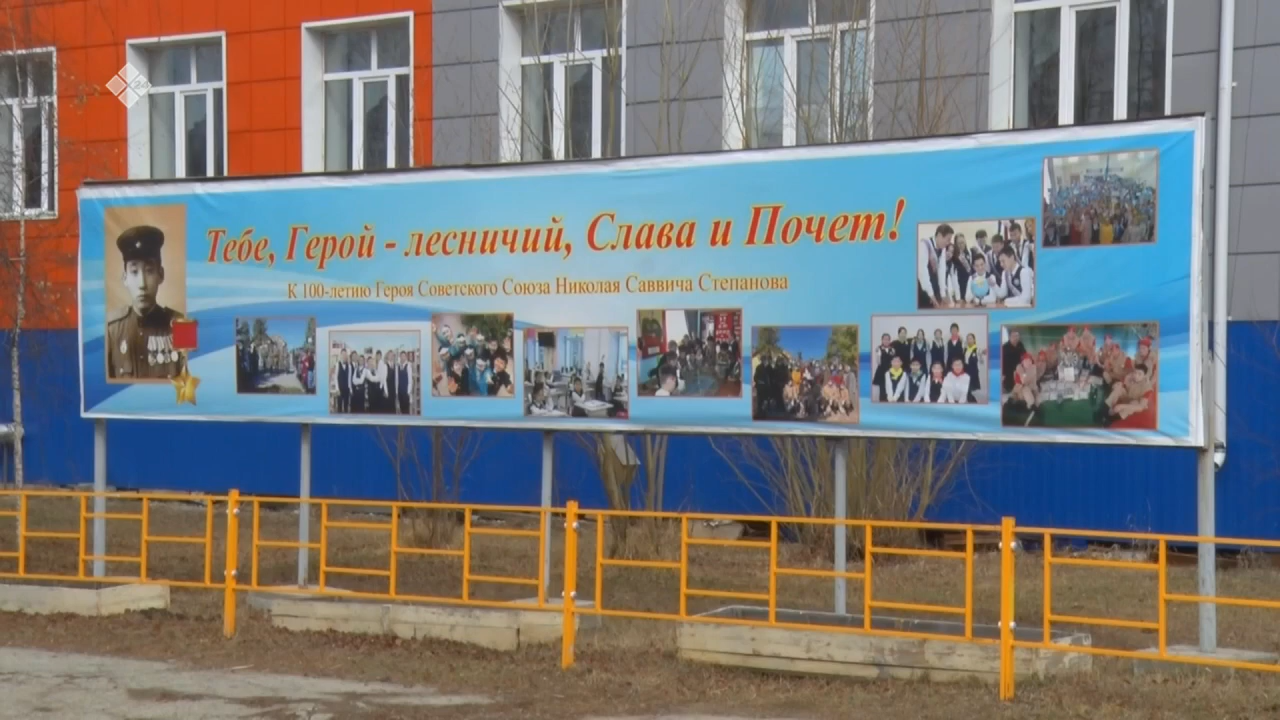 Тебе, Герой - лесничий, Слава и Почет!
К 100-летию Героя Советского Союза Николая Саввича Степанова